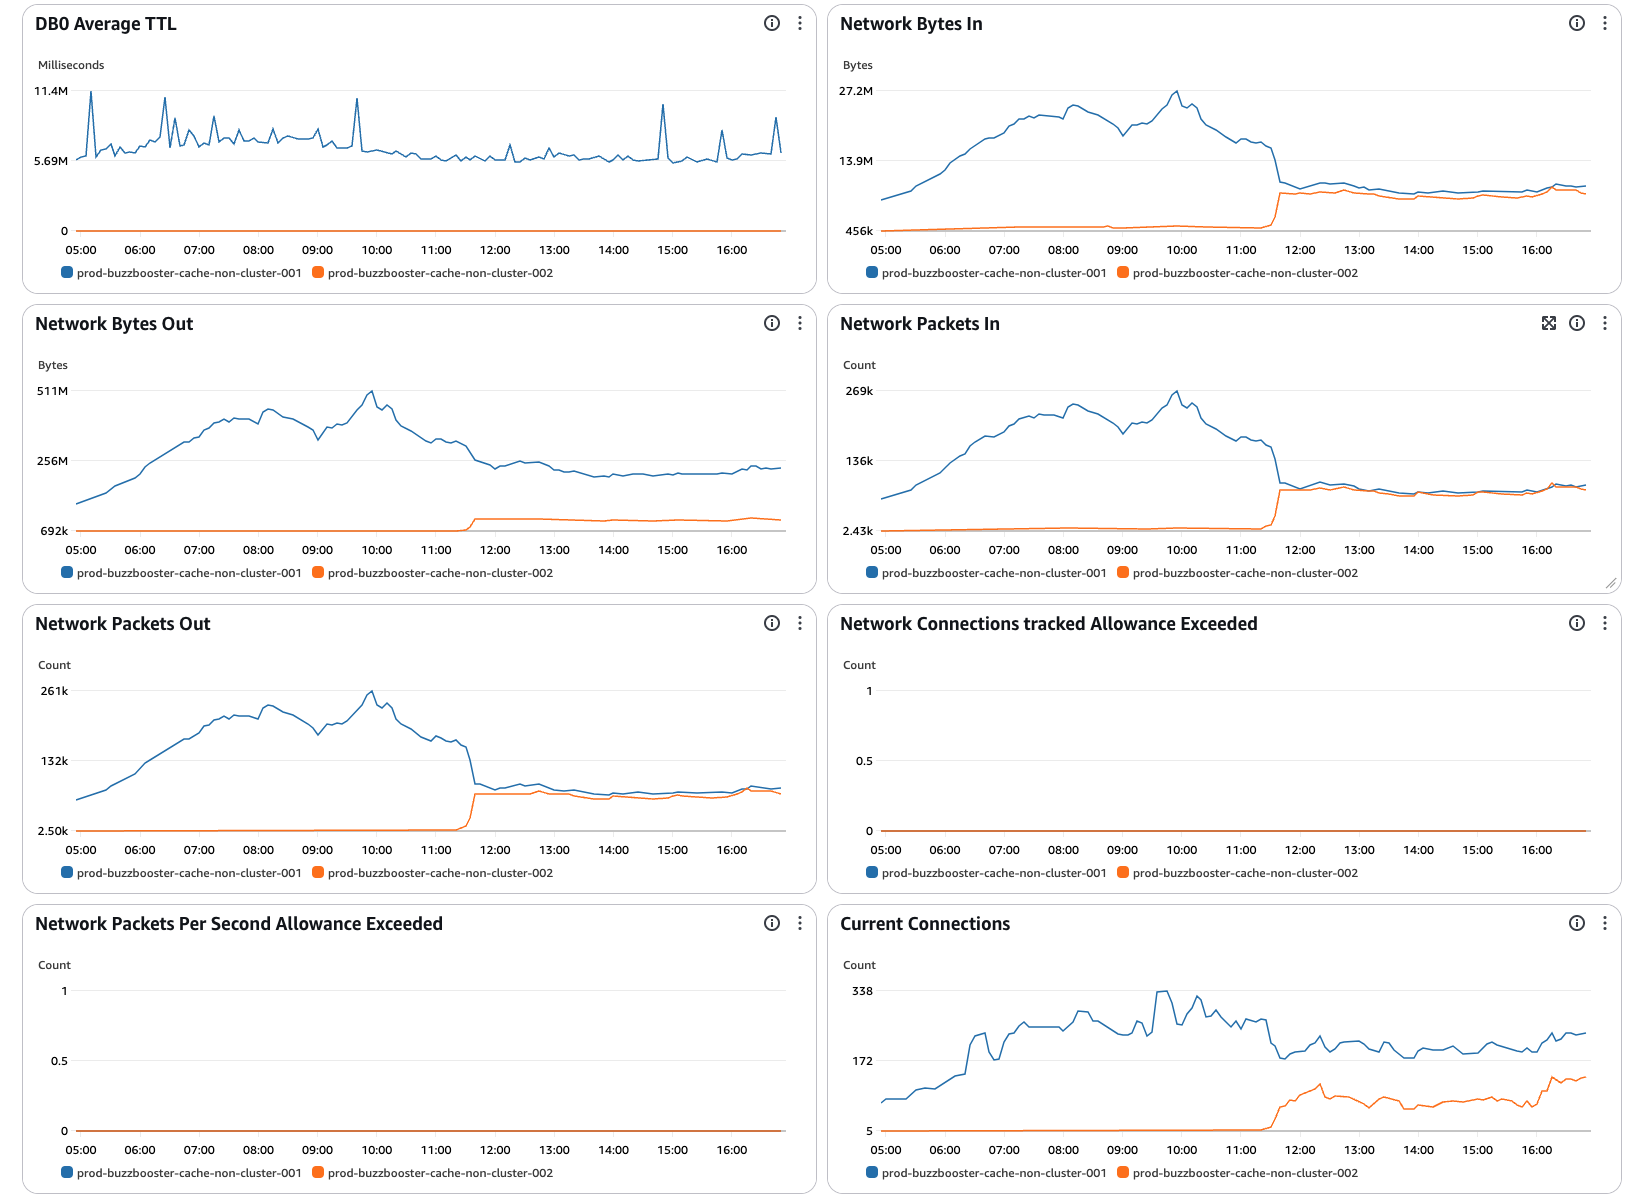 DB0 Average TTL
Milliseconds
11.4M
5.69M
0
05:00 06:00 07:00 08:00 09:00 10:00 11:00 12:00 13:00 14:00 15:00 16:00
prod-buzzbooster-cache-non-cluster-001 prod-buzzbooster-cache-non-cluster-002
Network Bytes In
Bytes
27.2M
13.9M
456k
05:00 06:00 07:00 08:00 09:00 10:00 11:00 12:00 13:00 14:00 15:00 16:00
prod-buzzbooster-cache-non-cluster-001 prod-buzzbooster-cache-non-cluster-002
Network Bytes Out
Bytes
511M
256M
692k
05:00 06:00 07:00 08:00 09:00 10:00 11:00 12:00 13:00 14:00 15:00 16:00
prod-buzzbooster-cache-non-cluster-001 prod-buzzbooster-cache-non-cluster-002
Network Packets In
Count
269k
136k
2.43k
05:00 06:00 07:00 08:00 09:00 10:00 11:00 12:00 13:00 14:00 15:00 16:00
prod-buzzbooster-cache-non-cluster-001 prod-buzzbooster-cache-non-cluster-002
Network Packets Out
Count
261k
132k
2.50k
05:00 06:00 07:00 08:00 09:00 10:00 11:00 12:00 13:00 14:00 15:00 16:00
prod-buzzbooster-cache-non-cluster-001 prod-buzzbooster-cache-non-cluster-002
Network Connections tracked Allowance Exceeded
Count
1
0.5
0
05:00 06:00 07:00 08:00 09:00 10:00 11:00 12:00 13:00 14:00 15:00 16:00
prod-buzzbooster-cache-non-cluster-001 prod-buzzbooster-cache-non-cluster-002
Network Packets Per Second Allowance Exceeded
Count
1
0.5
0
05:00 06:00 07:00 08:00 09:00 10:00 11:00 12:00 13:00 14:00 15:00 16:00
prod-buzzbooster-cache-non-cluster-001 prod-buzzbooster-cache-non-cluster-002
Current Connections
Count
338
172
5
05:00 06:00 07:00 08:00 09:00 10:00 11:00 12:00 13:00 14:00 15:00 16:00
prod-buzzbooster-cache-non-cluster-001 prod-buzzbooster-cache-non-cluster-002